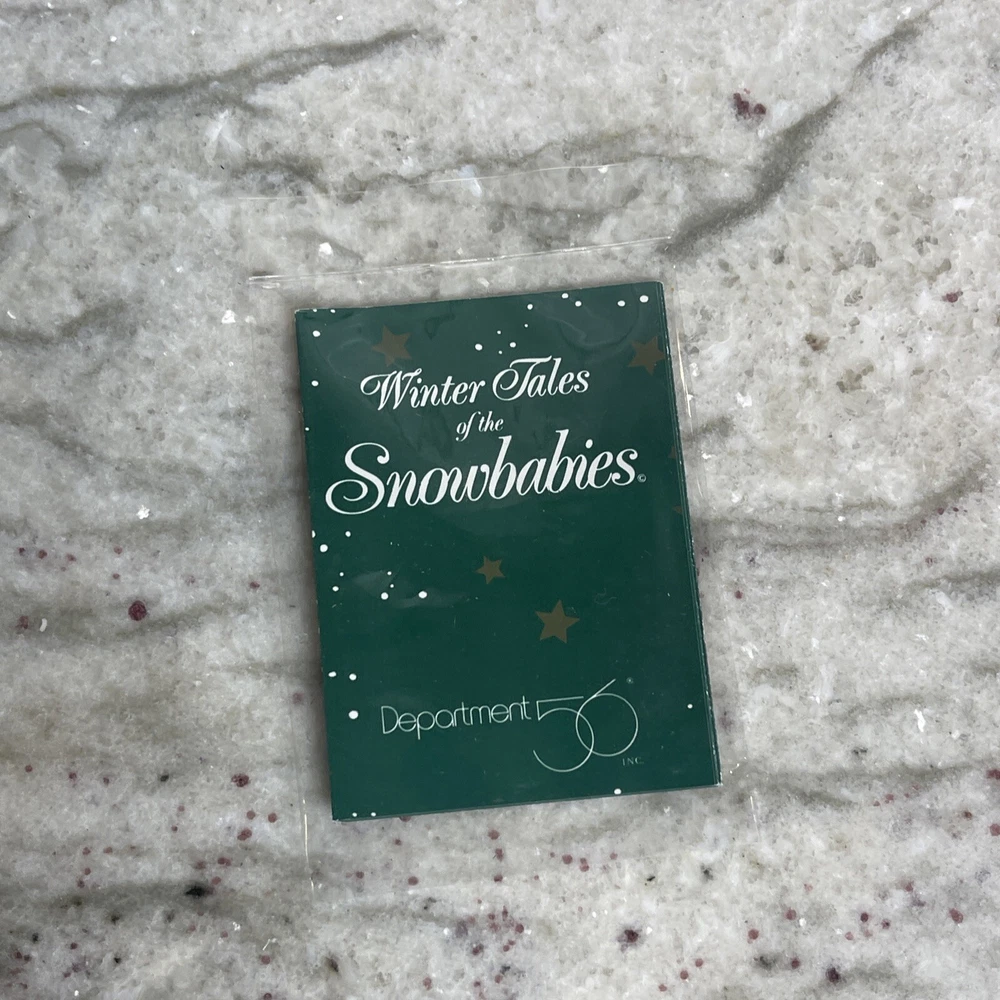 Winter Tales
of the
Snowbabies©
Department 56®
INC.